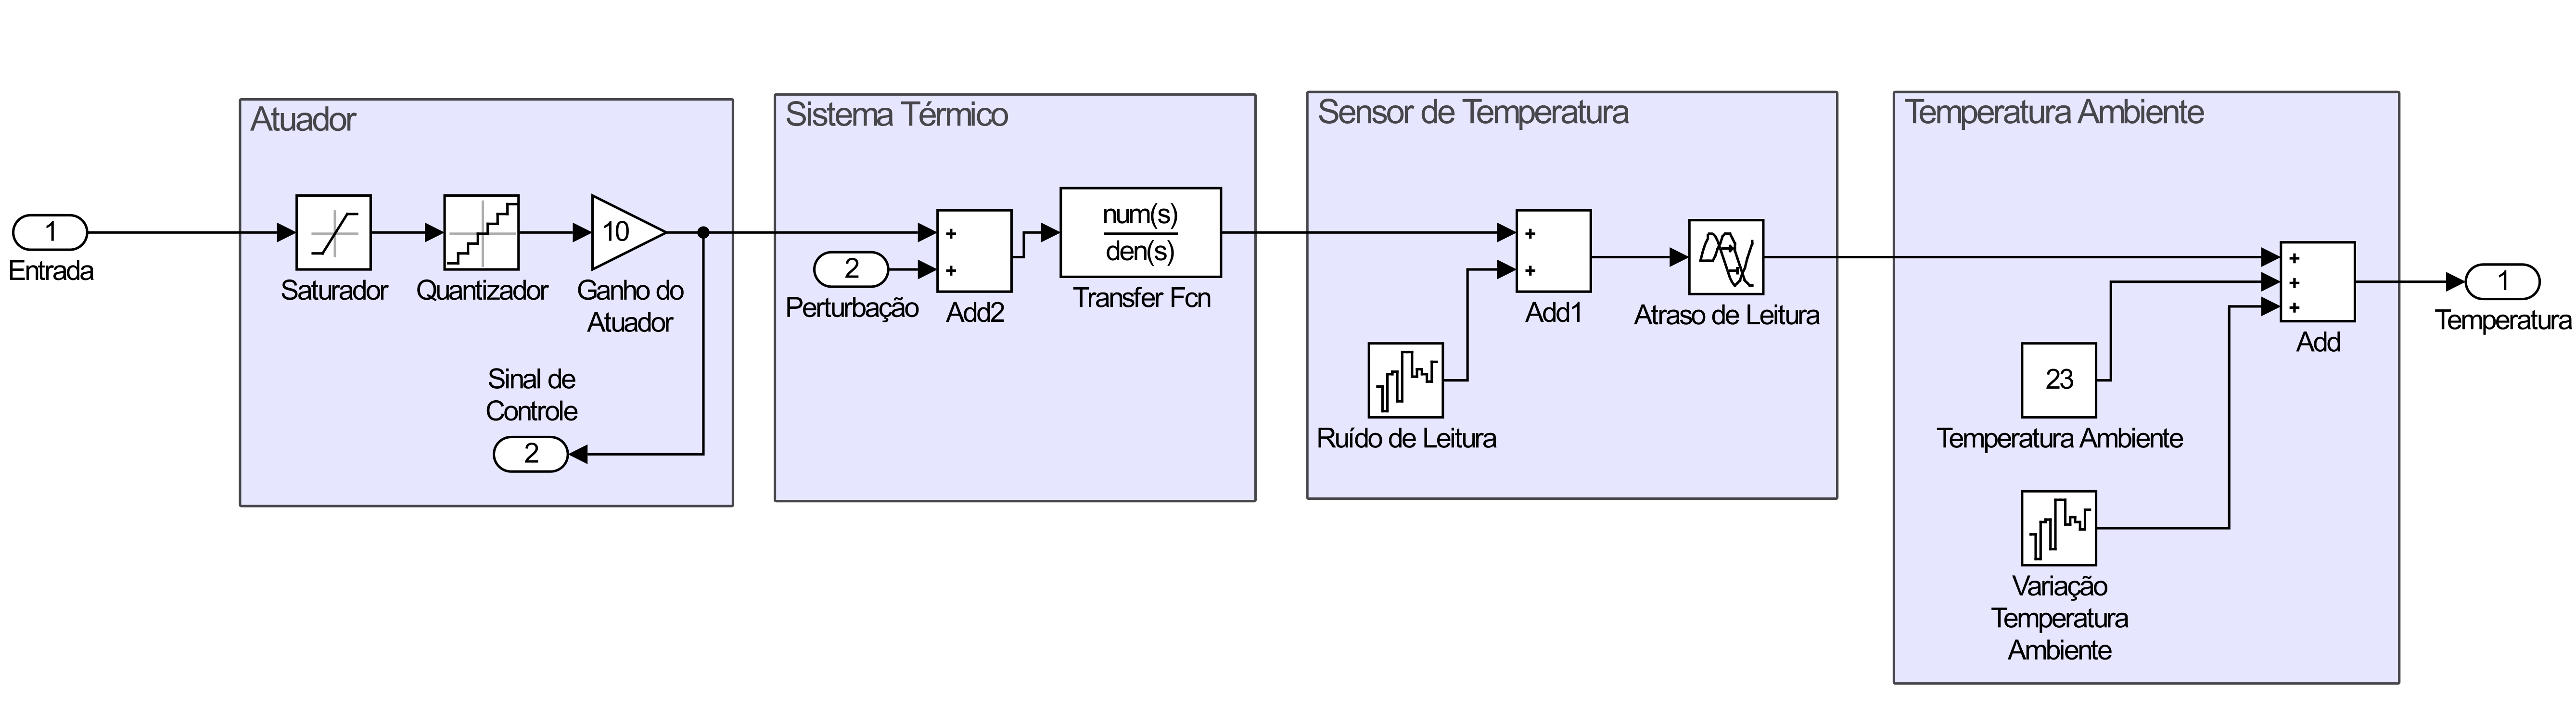 Atuador
1
Entrada
Saturador
Quantizador
10
Ganho do
Atuador
Sinal de
Controle
2
Sistema Térmico
+
+
2
Perturbação
Add2
num(s)
den(s)
Transfer Fcn
Sensor de Temperatura
+
+
Add1
Atraso de Leitura
Ruído de Leitura
Temperatura Ambiente
+
+
+
Add
23
Temperatura Ambiente
Variação
Temperatura
Ambiente
1
Temperatura